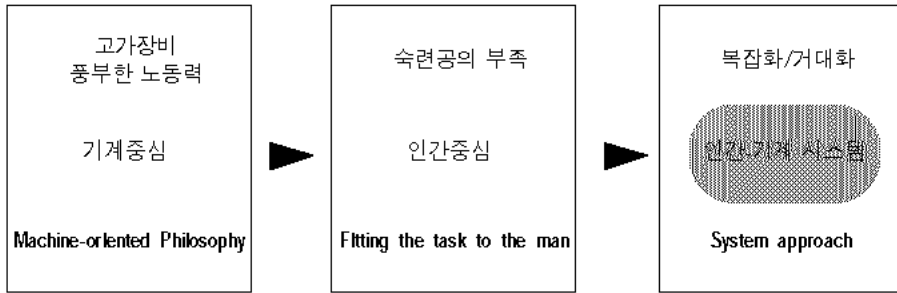 고가장비
풍부한 노동력
기계중심
Machine-oriented Philosophy
숙련공의 부족
인간중심
Fitting the task to the man
복잡화/거대화
인간-기계 시스템
System approach